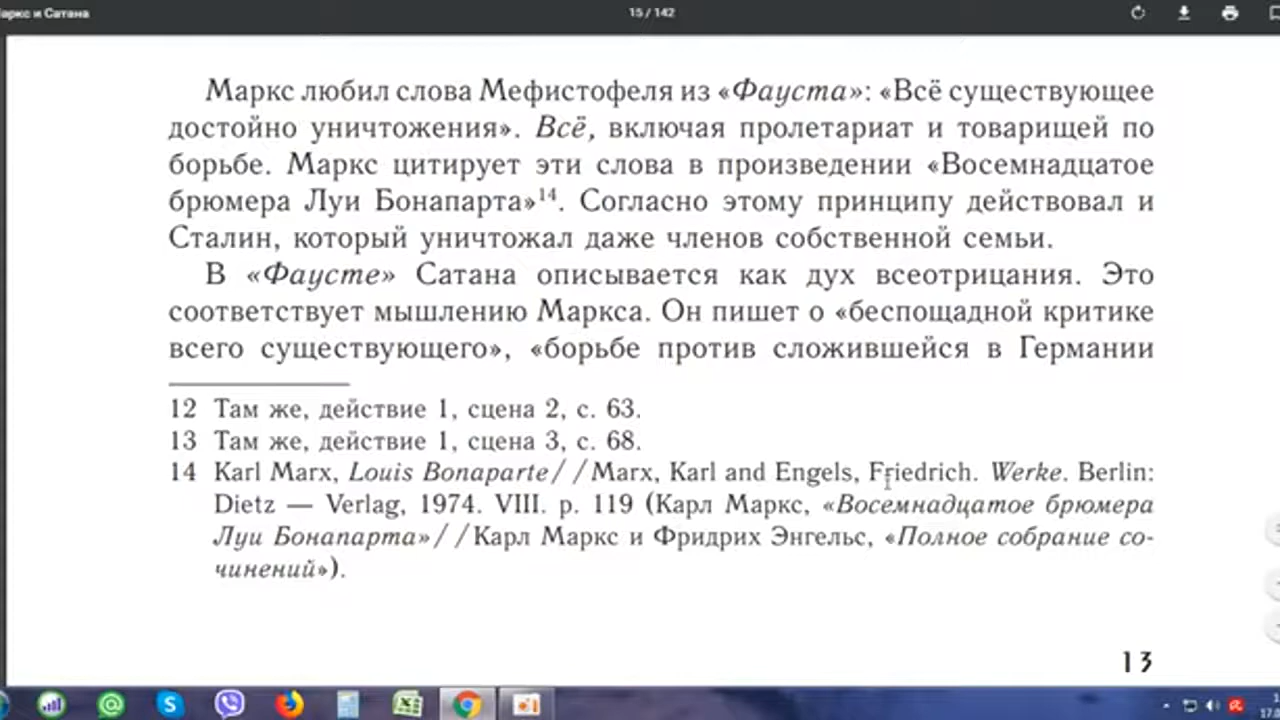 аркс и Сатана
15 / 142
Маркс любил слова Мефистофеля из «Фауста»: «Всё существующее
достойно уничтожения». Всё, включая пролетариат и товарищей по
борьбе. Маркс цитирует эти слова в произведении «Восемнадцатое
брюмера Луи Бонапарта»14. Согласно этому принципу действовал и
Сталин, который уничтожал даже членов собственной семьи.
В «Фаусте» Сатана описывается как дух всеотрицания. Это
соответствует мышлению Маркса. Он пишет о «беспощадной критике
всего существующего», «борьбе против сложившейся в Германии
12 Там же, действие 1, сцена 2, с. 63.
13 Там же, действие 1, сцена 3, с. 68.
14 Karl Marx, Louis Bonaparte//Marx, Karl and Engels, Friedrich. Werke. Berlin:
Dietz — Verlag, 1974. VIII. p. 119 (Карл Маркс, «Восемнадцатое брюмера
Луи Бонапарта»//Карл Маркс и Фридрих Энгельс, «Полное собрание со-
чинений»).
13